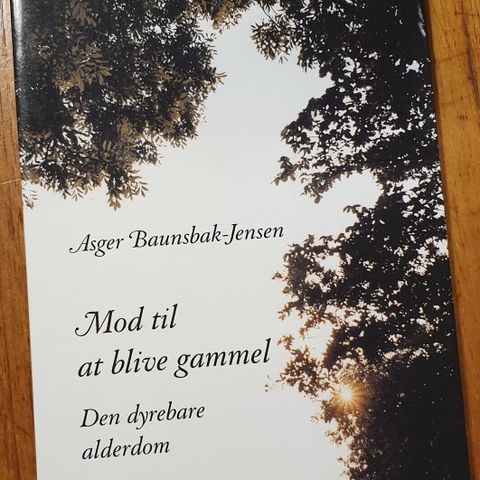 Asger Baunsbak-Jensen
Mod til
at blive gammel
Den dyrebare
alderdom